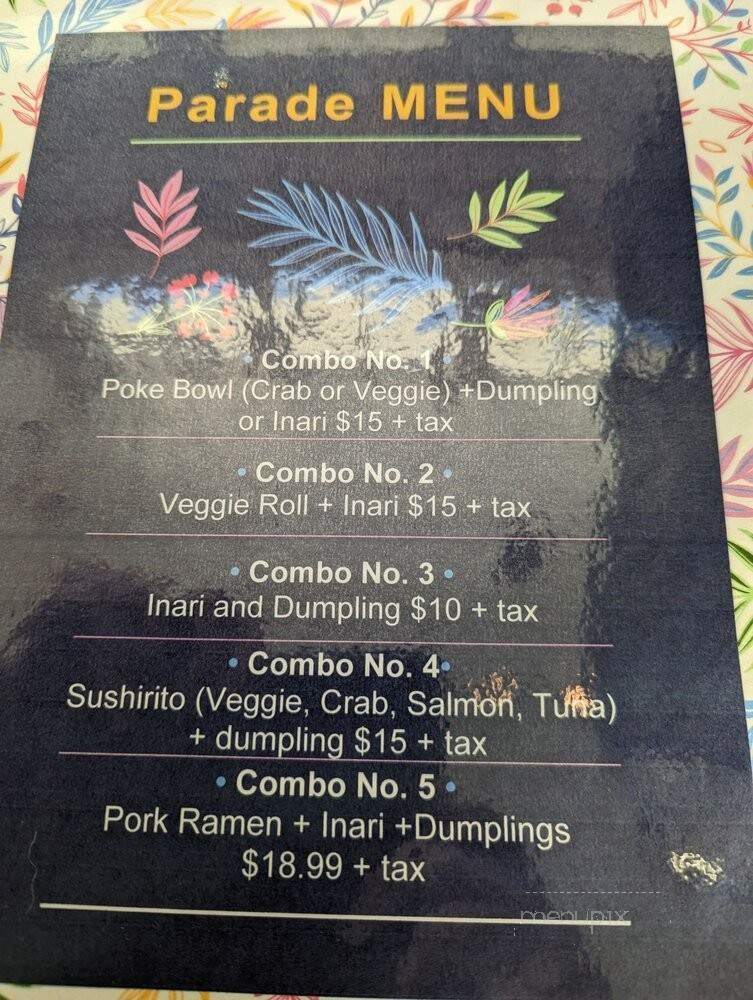 Parade MENU
• Combo No. 1 •
Poke Bowl (Crab or Veggie) +Dumpling
or Inari $15 + tax
• Combo No. 2 •
Veggie Roll + Inari $15 + tax
• Combo No. 3 •
Inari and Dumpling $10 + tax
• Combo No. 4•
Sushirito (Veggie, Crab, Salmon, Tuna)
+ dumpling $15 + tax
• Combo No. 5 •
Pork Ramen + Inari +Dumplings
$18.99 + tax
menupix